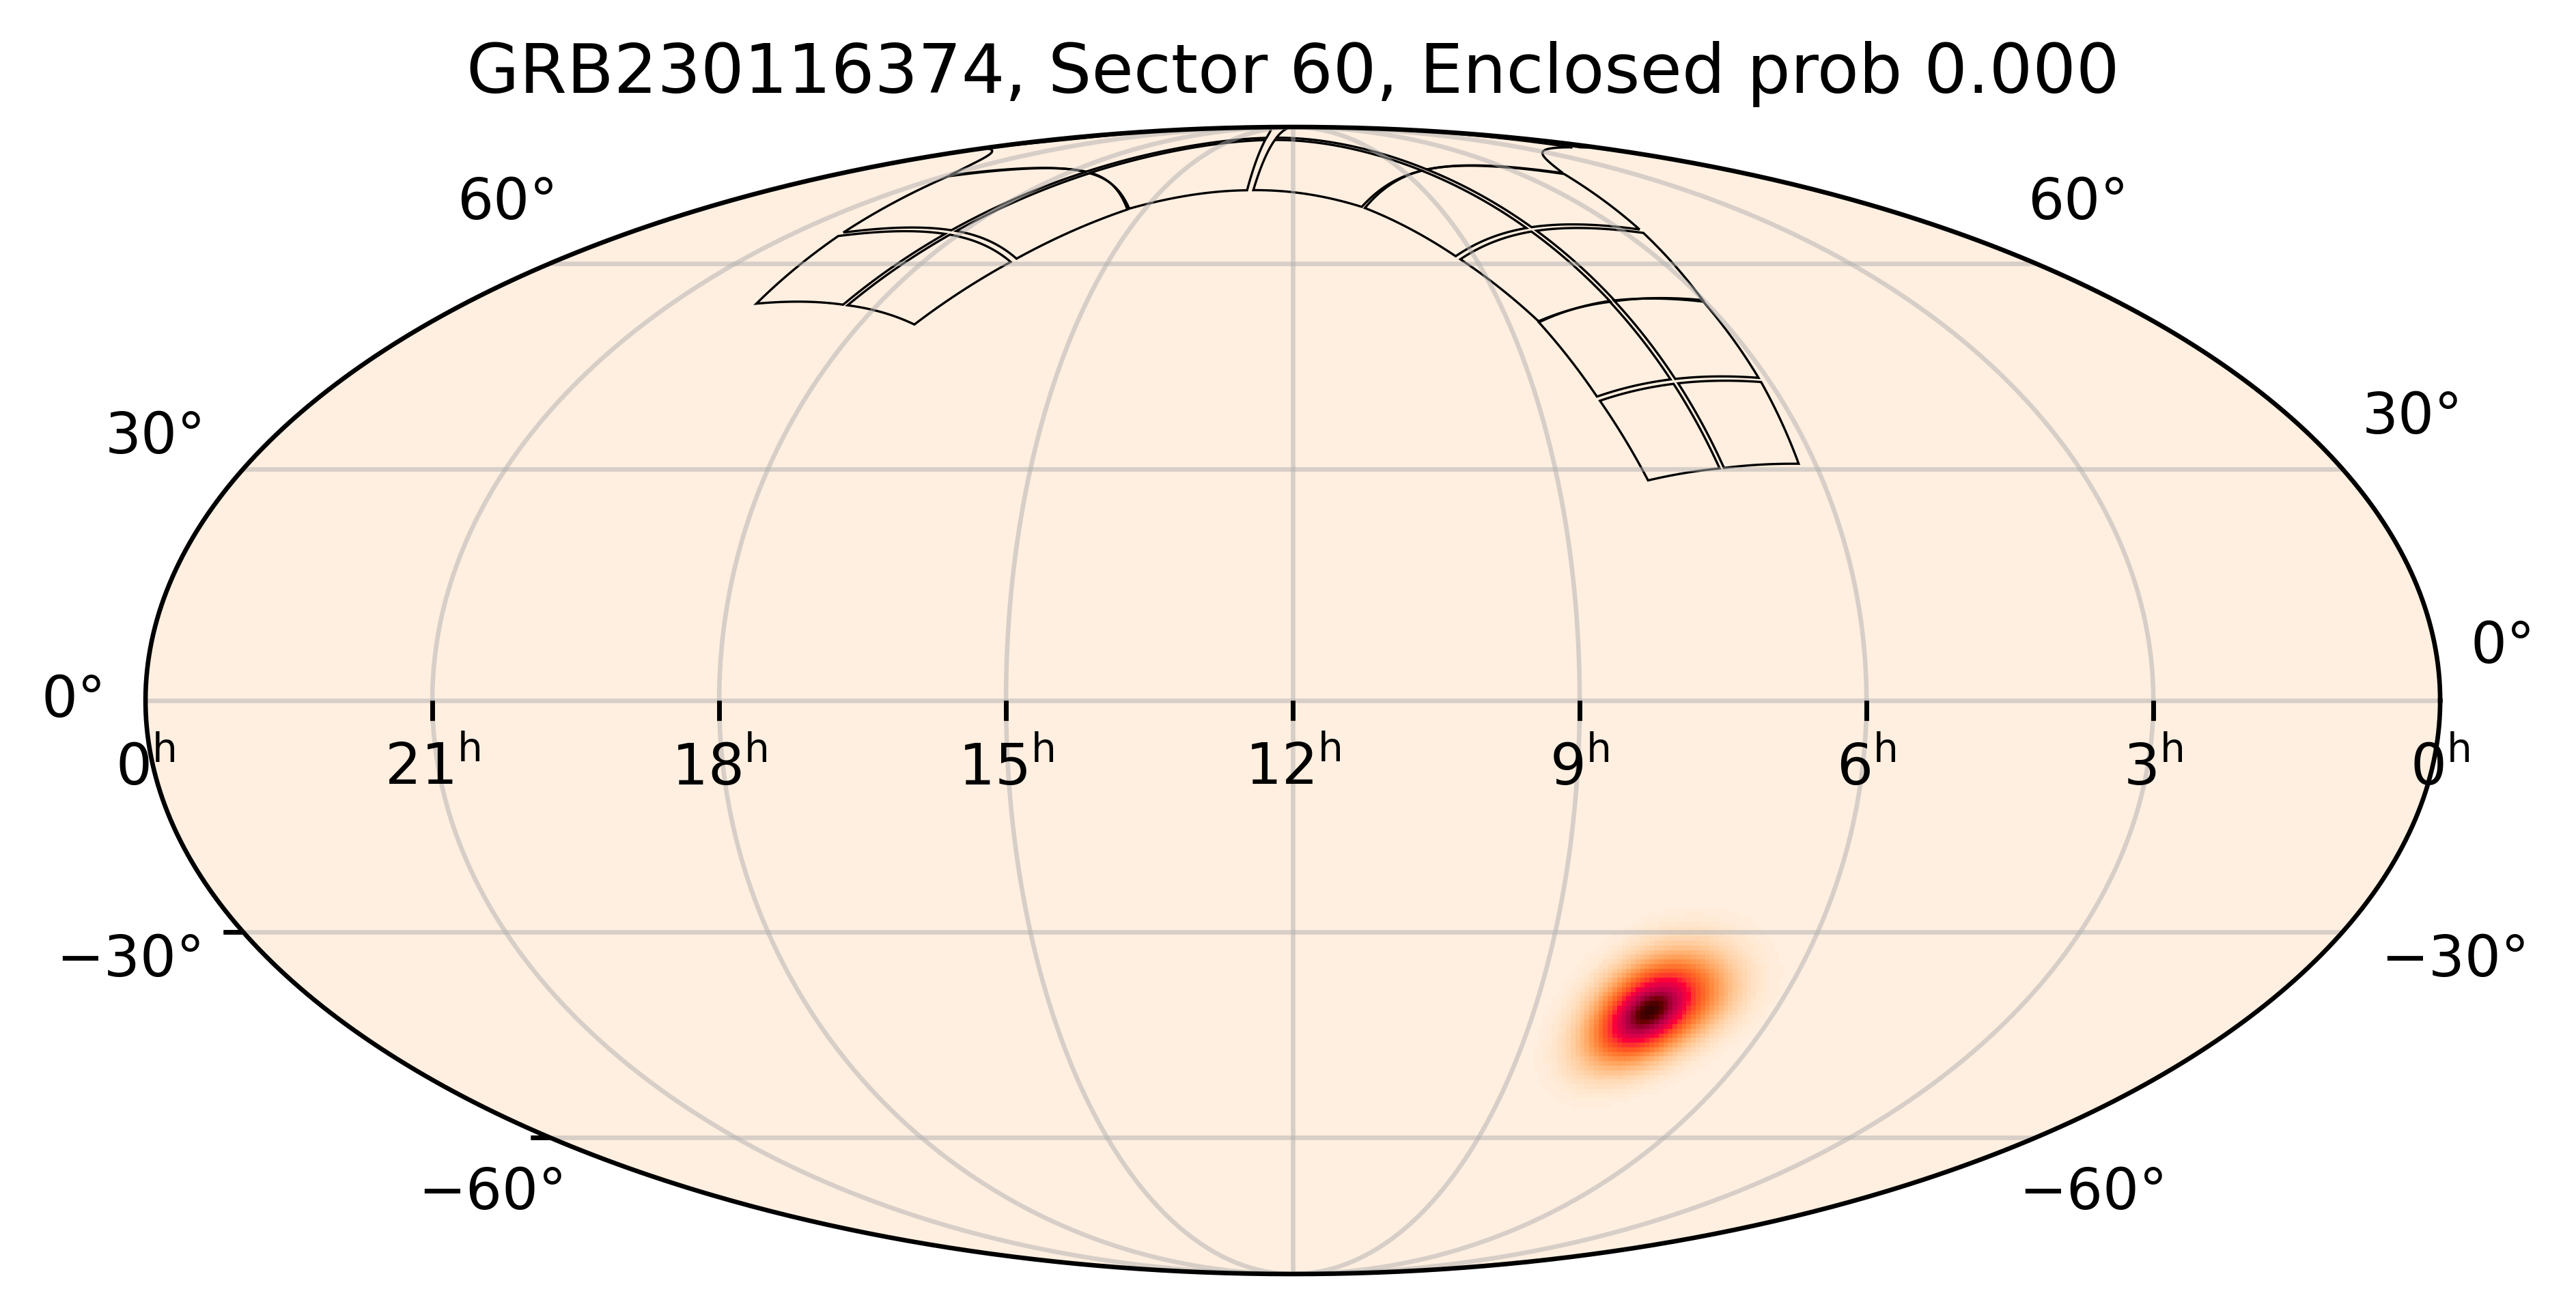 GRB230116374, Sector 60, Enclosed prob 0.000
60° 60°
30° 30°
0° 0°
0h 21h 18h 15h 12h 9h 6h 3h 0h
−30° −30°
−60° −60°